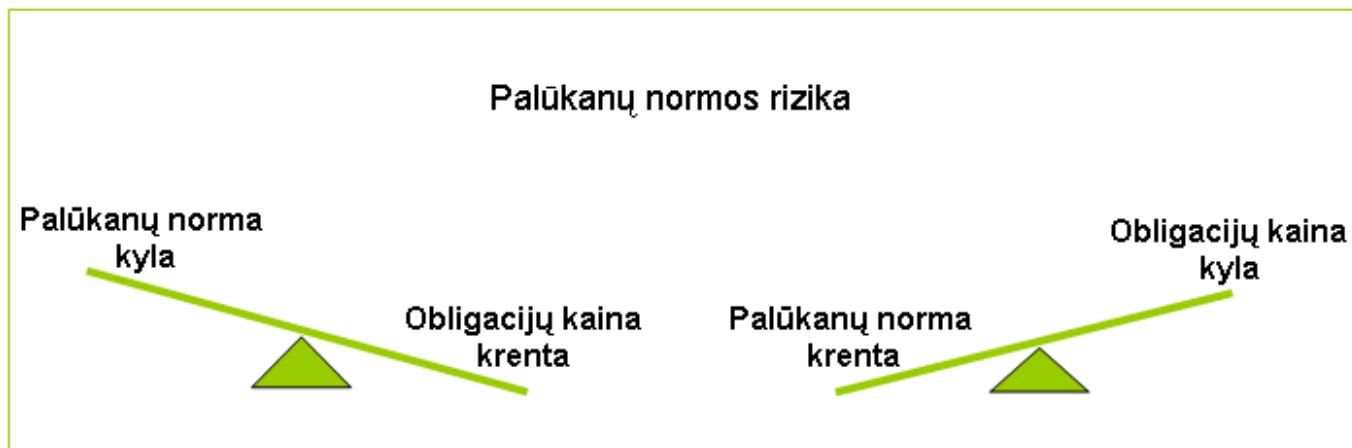 Palūkanų normos rizika
Palūkanų norma
kyla
Obligacijų kaina
krenta
Palūkanų norma
krenta
Obligacijų kaina
kyla